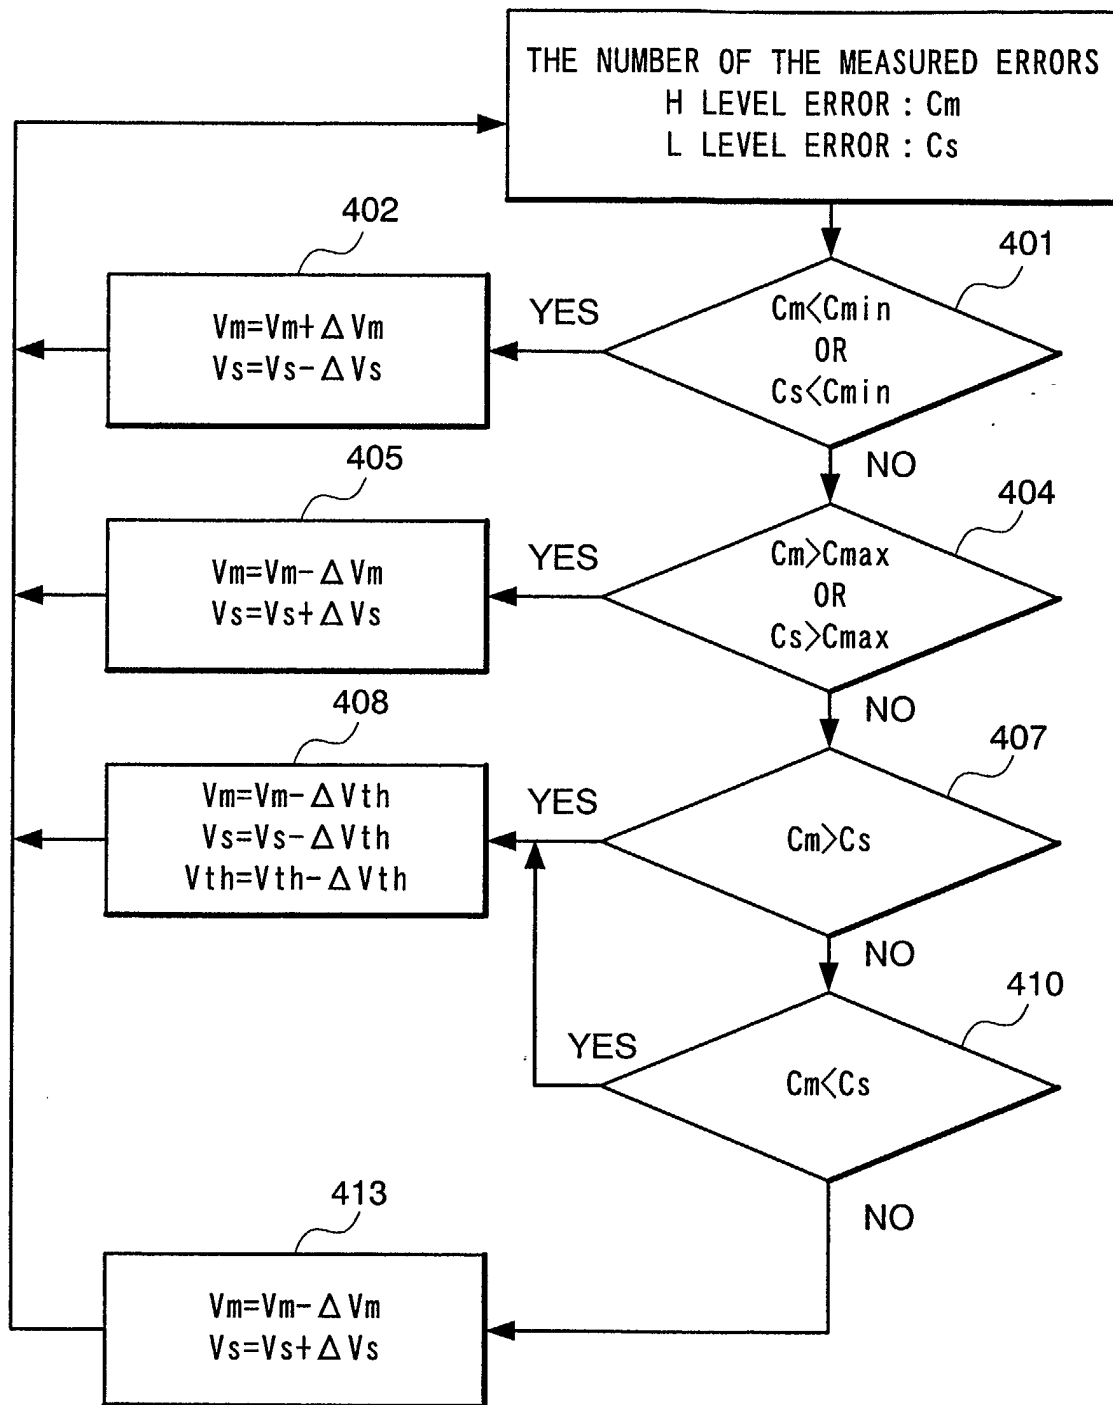 THE NUMBER OF THE MEASURED ERRORS
H LEVEL ERROR : Cm
L LEVEL ERROR : Cs
401
402
Cm<Cmin
OR
Cs<Cmin
YES
Vm=Vm+ΔVm
Vs=Vs-ΔVs
NO
404
405
Cm>Cmax
OR
Cs>Cmax
YES
Vm=Vm-ΔVm
Vs=Vs+ΔVs
NO
407
408
Cm>Cs
YES
Vm=Vm-ΔVth
Vs=Vs-ΔVth
Vth=Vth-ΔVth
NO
410
Cm<Cs
YES
NO
413
Vm=Vm-ΔVm
Vs=Vs+ΔVs